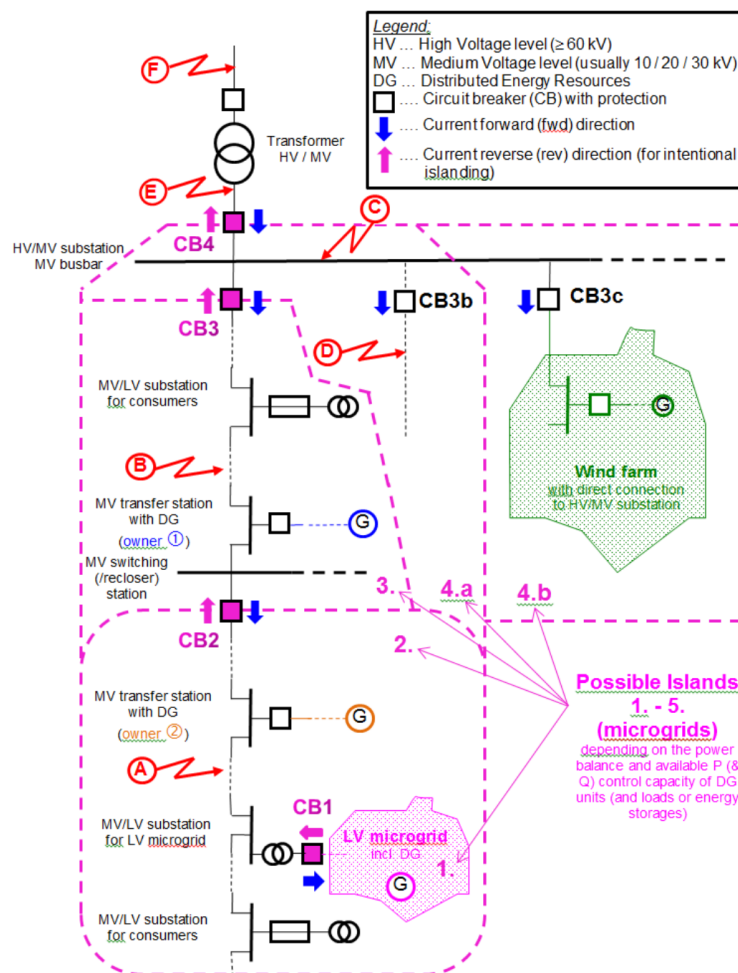 Legend:
HV ... High Voltage level (≥ 60 kV)
MV ... Medium Voltage level (usually 10 / 20 / 30 kV)
DG ... Distributed Energy Resources
.... Circuit breaker (CB) with protection
.... Current forward (fwd) direction
.... Current reverse (rev) direction (for intentional
islanding)
F
Transformer
HV / MV
E
C
CB4
HV/MV substation
MV busbar
CB3
CB3b
CB3c
D
MV/LV substation
for consumers
G
Wind farm
with direct connection
to HV/MV substation
B
MV transfer station
with DG
(owner ①)
G
MV switching
(/recloser)
station
3.
4.a
4.b
CB2
2.
Possible Islands
1. - 5.
(microgrids)
depending on the power
balance and available P (&
Q) control capacity of DG
units (and loads or energy
storages)
MV transfer station
with DG
(owner ②)
G
A
CB1
MV/LV substation
for LV microgrid
LV microgrid
incl. DG
1.
G
MV/LV substation
for consumers